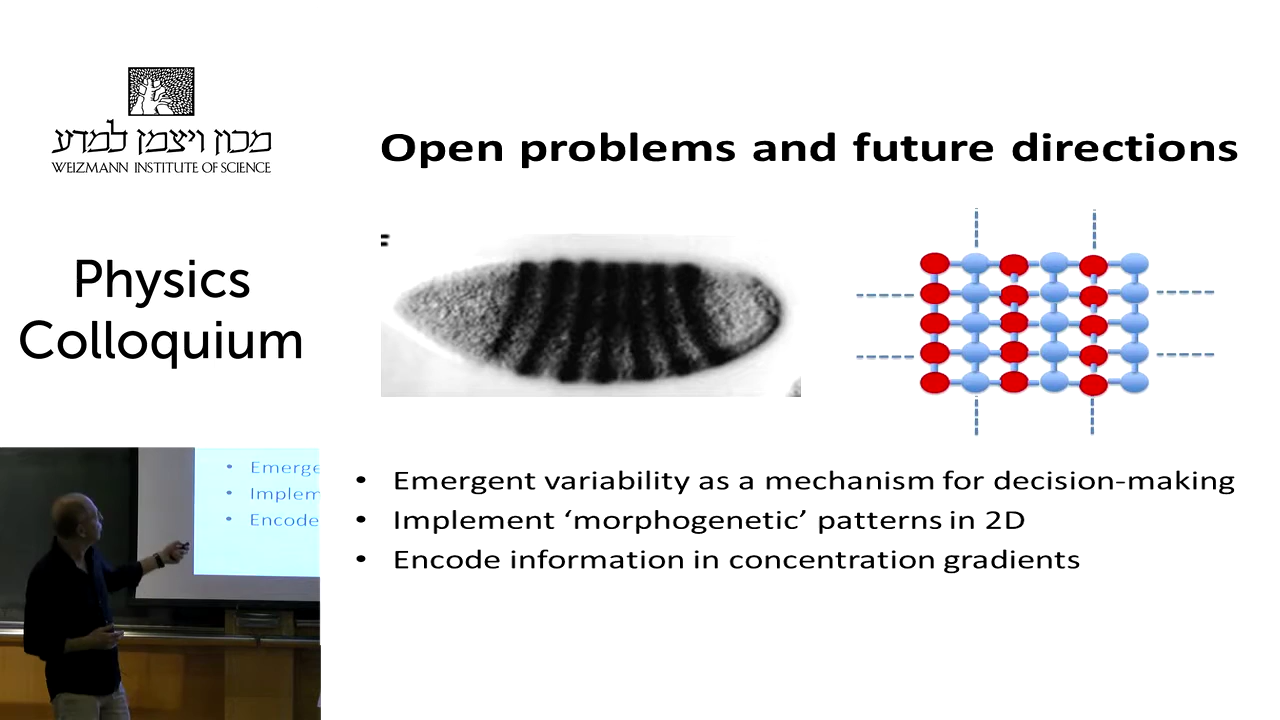 מכון ויצמן למדע
WEIZMANN INSTITUTE OF SCIENCE
Physics
Colloquium
Open problems and future directions
• Emergent variability as a mechanism for decision-making
• Implement ‘morphogenetic’ patterns in 2D
• Encode information in concentration gradients
• Emerge
• Implem
• Encode